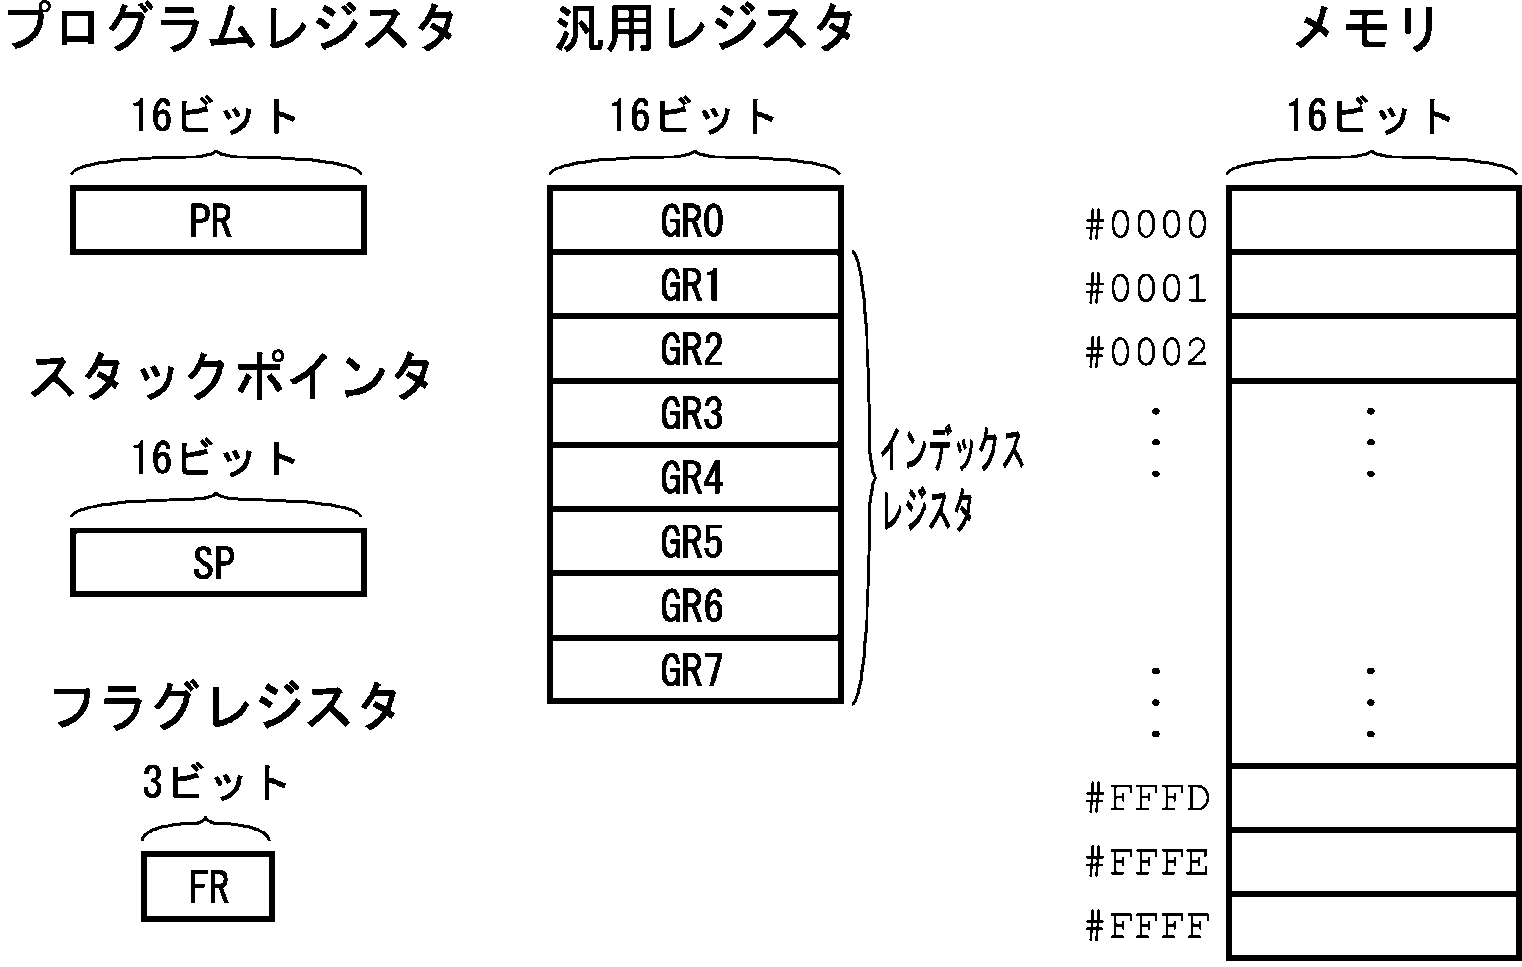 プログラムレジスタ
16ビット
PR
スタックポインタ
16ビット
SP
フラグレジスタ
3ビット
FR
汎用レジスタ
16ビット
GR0
GR1
GR2
GR3
GR4
GR5
GR6
GR7
インデックス
レジスタ
メモリ
16ビット
#0000
#0001
#0002
#FFFD
#FFFE
#FFFF